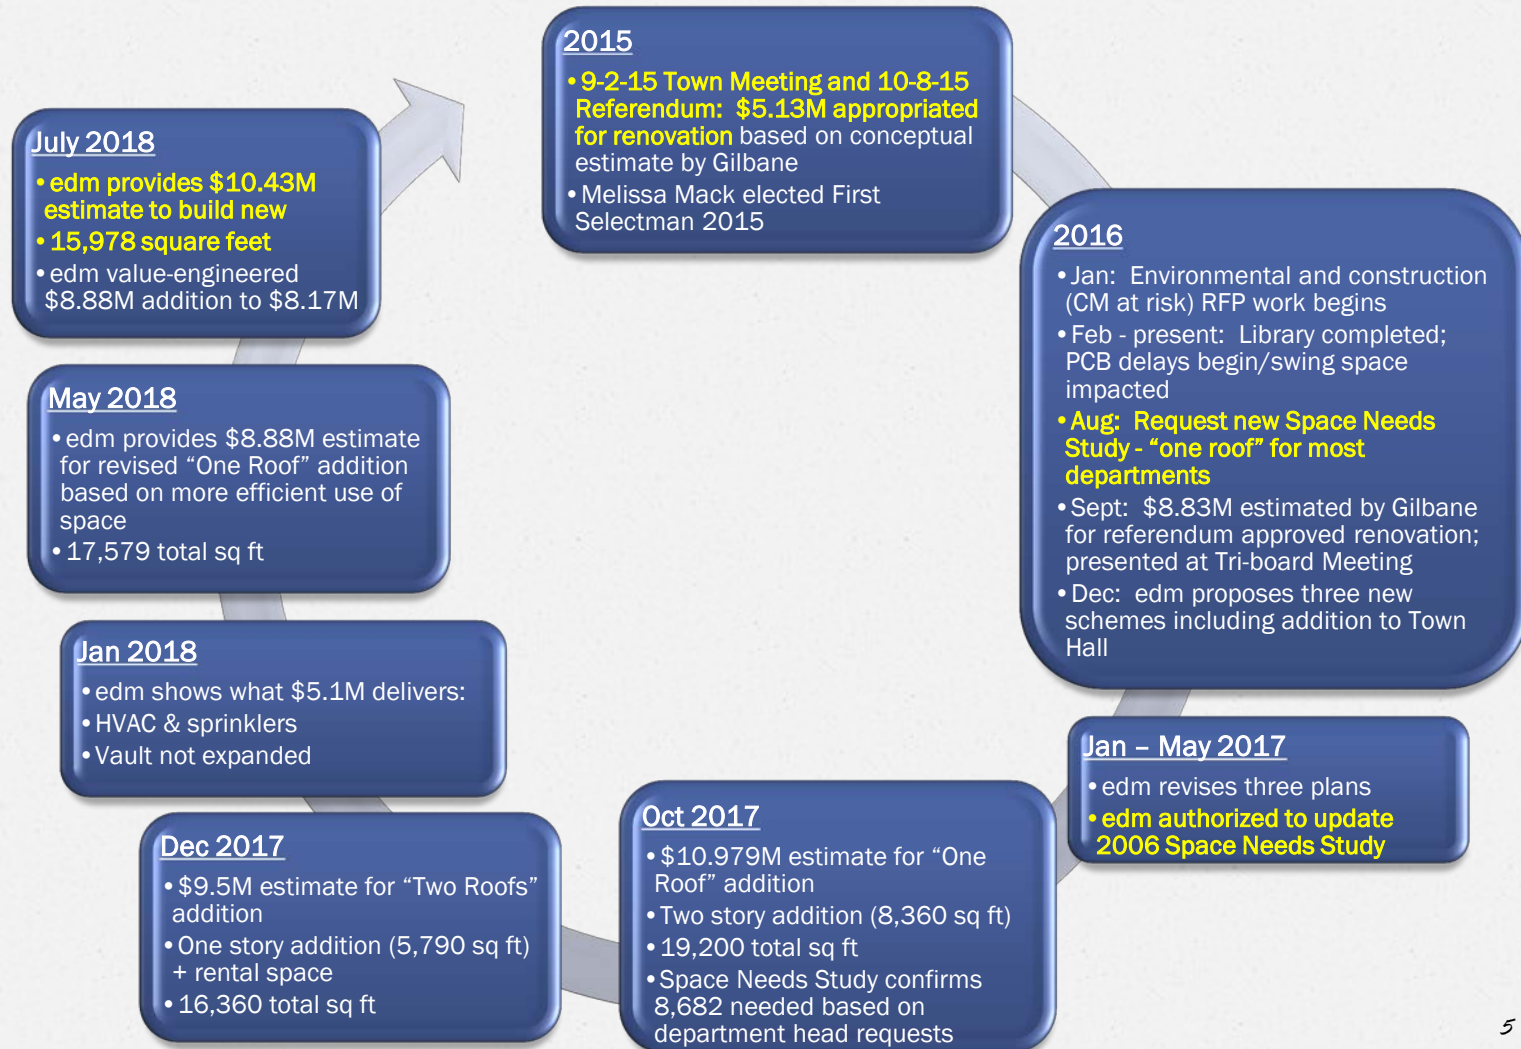 2015
• 9-2-15 Town Meeting and 10-8-15
Referendum: $5.13M appropriated
for renovation based on conceptual
estimate by Gilbane
• Melissa Mack elected First
Selectman 2015
2016
• Jan: Environmental and construction
(CM at risk) RFP work begins
• Feb - present: Library completed;
PCB delays begin/swing space
impacted
• Aug: Request new Space Needs
Study - “one roof” for most
departments
• Sept: $8.83M estimated by Gilbane
for referendum approved renovation;
presented at Tri-board Meeting
• Dec: edm proposes three new
schemes including addition to Town
Hall
Jan – May 2017
• edm revises three plans
• edm authorized to update
2006 Space Needs Study
Oct 2017
• $10.979M estimate for “One
Roof” addition
• Two story addition (8,360 sq ft)
• 19,200 total sq ft
• Space Needs Study confirms
8,682 needed based on
department head requests
Dec 2017
• $9.5M estimate for “Two Roofs”
addition
• One story addition (5,790 sq ft)
+ rental space
• 16,360 total sq ft
Jan 2018
• edm shows what $5.1M delivers:
• HVAC & sprinklers
• Vault not expanded
May 2018
• edm provides $8.88M estimate
for revised “One Roof” addition
based on more efficient use of
space
• 17,579 total sq ft
July 2018
• edm provides $10.43M
estimate to build new
• 15,978 square feet
• edm value-engineered
$8.88M addition to $8.17M
5